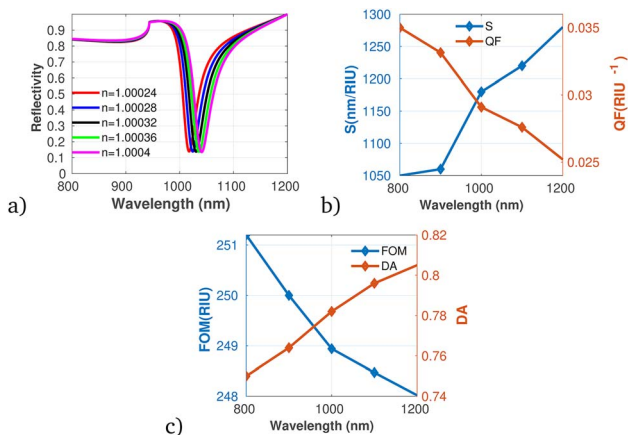 a)
Reflectivity
0.9
0.8
0.7
0.6
0.5
0.4
0.3
0.2
0.1
0
n=1.00024
n=1.00028
n=1.00032
n=1.00036
n=1.0004
800 900 1000 1100 1200
Wavelength (nm)
b)
S(nm/RIU)
1300
1250
1200
1150
1100
1050
S
QF
0.035
0.03
0.025
QF(RIU⁻¹)
800 1000 1200
Wavelength (nm)
c)
FOM(RIU)
251
250
249
248
FOM
DA
0.82
0.8
0.78
0.76
0.74
DA
800 1000 1200
Wavelength (nm)